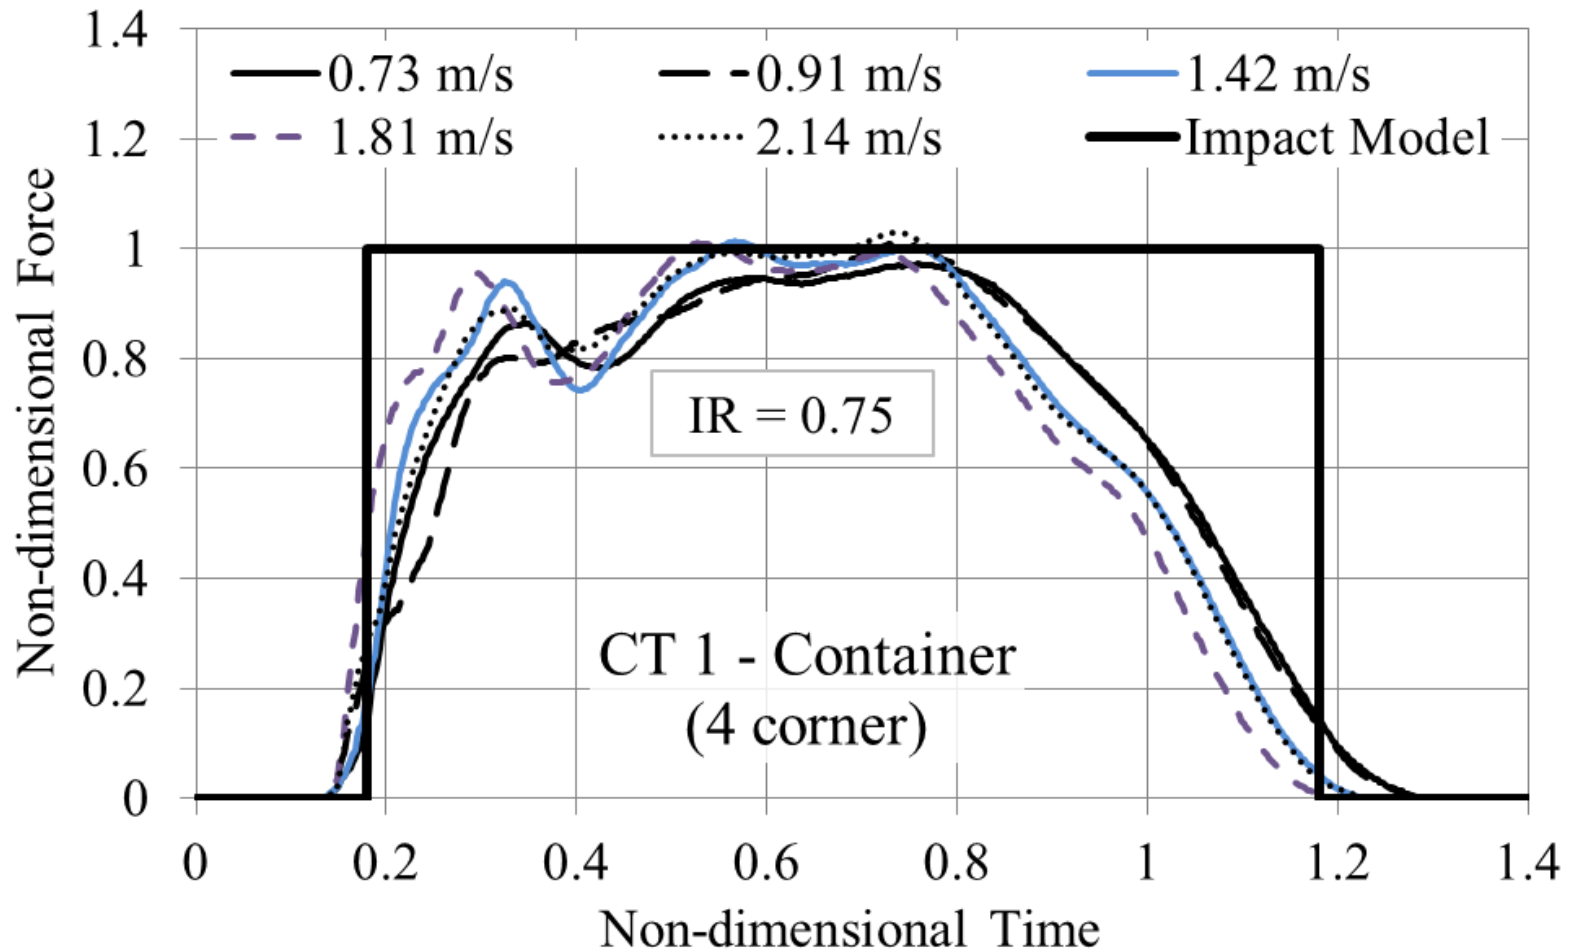 1.4
0.73 m/s 0.91 m/s 1.42 m/s
1.2 1.81 m/s 2.14 m/s Impact Model
1
0.8
IR = 0.75
0.6
0.4
CT 1 - Container
0.2
(4 corner)
0
0 0.2 0.4 0.6 0.8 1 1.2 1.4
Non-dimensional Time
Non-dimensional Force